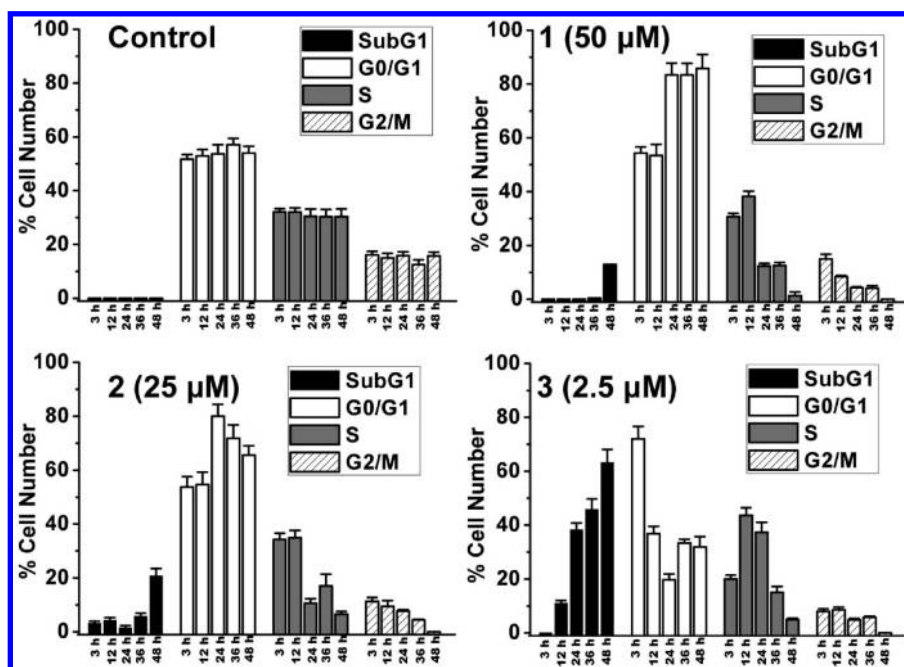 Control
SubG1
G0/G1
S
G2/M
% Cell Number
100
80
60
40
20
0
3 h
12 h
24 h
36 h
48 h
3 h
12 h
24 h
36 h
48 h
3 h
12 h
24 h
36 h
48 h
3 h
12 h
24 h
36 h
48 h
1 (50 µM)
SubG1
G0/G1
S
G2/M
% Cell Number
100
80
60
40
20
0
3 h
12 h
24 h
36 h
48 h
3 h
12 h
24 h
36 h
48 h
3 h
12 h
24 h
36 h
48 h
3 h
12 h
24 h
36 h
48 h
2 (25 µM)
SubG1
G0/G1
S
G2/M
% Cell Number
100
80
60
40
20
0
3 h
12 h
24 h
36 h
48 h
3 h
12 h
24 h
36 h
48 h
3 h
12 h
24 h
36 h
48 h
3 h
12 h
24 h
36 h
48 h
3 (2.5 µM)
SubG1
G0/G1
S
G2/M
% Cell Number
100
80
60
40
20
0
3 h
12 h
24 h
36 h
48 h
3 h
12 h
24 h
36 h
48 h
3 h
12 h
24 h
36 h
48 h
3 h
12 h
24 h
26 h
48 h